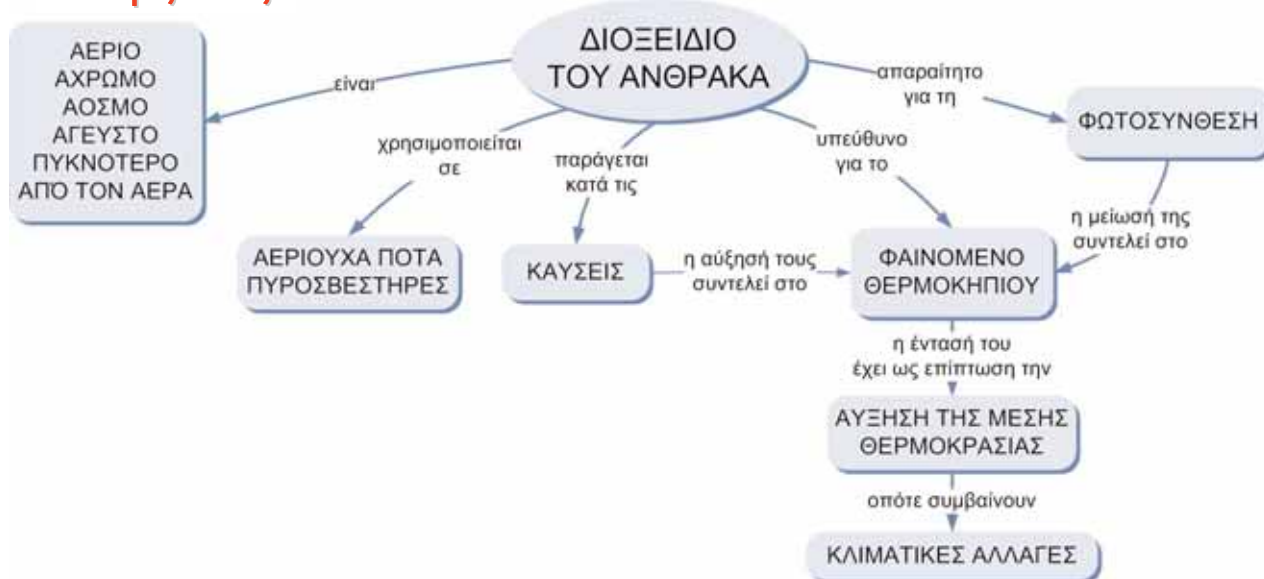 ΔΙΟΞΕΙΔΙΟ
ΤΟΥ ΑΝΘΡΑΚΑ
είναι
ΑΕΡΙΟ
ΑΧΡΩΜΟ
ΑΟΣΜΟ
ΑΓΕΥΣΤΟ
ΠΥΚΝΟΤΕΡΟ
ΑΠΌ ΤΟΝ ΑΕΡΑ
χρησιμοποιείται
σε
ΑΕΡΙΟΥΧΑ ΠΟΤΑ
ΠΥΡΟΣΒΕΣΤΗΡΕΣ
παράγεται
κατά τις
ΚΑΥΣΕΙΣ
η αύξησή τους
συντελεί στο
υπεύθυνο
για το
ΦΑΙΝΟΜΕΝΟ
ΘΕΡΜΟΚΗΠΙΟΥ
απαραίτητο
για τη
ΦΩΤΟΣΥΝΘΕΣΗ
η μείωσή της
συντελεί στο
η έντασή του
έχει ως επίπτωση την
ΑΥΞΗΣΗ ΤΗΣ ΜΕΣΗΣ
ΘΕΡΜΟΚΡΑΣΙΑΣ
οπότε συμβαίνουν
ΚΛΙΜΑΤΙΚΕΣ ΑΛΛΑΓΕΣ